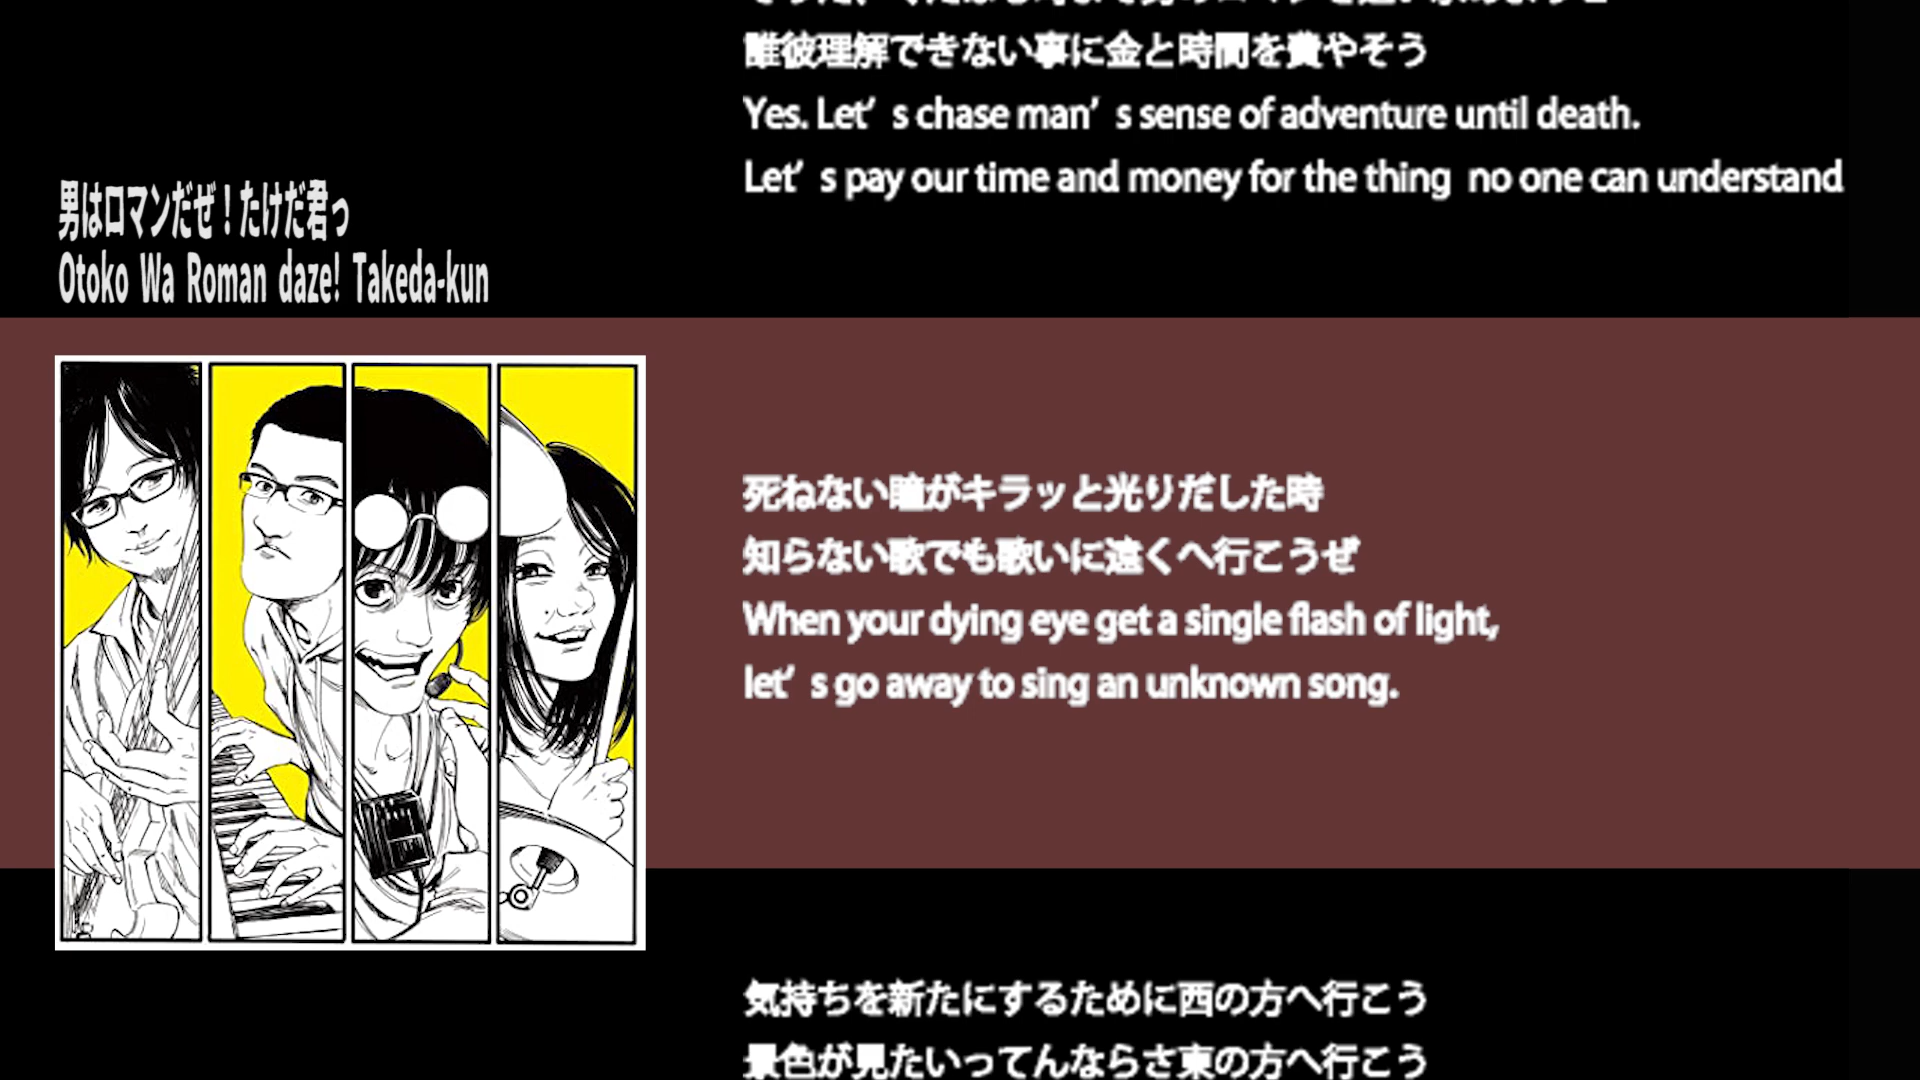 男はロマンだぜ！たけだ君っ
Otoko Wa Roman daze! Takeda-kun
誰彼理解できない事に金と時間を費やそう
Yes. Let’s chase man’s sense of adventure until death.
Let’s pay our time and money for the thing no one can understand
死ねない瞳がキラッと光りだした時
知らない歌でも歌いに遠くへ行こうぜ
When your dying eye get a single flash of light,
let’s go away to sing an unknown song.
気持ちを新たにするために西の方へ行こう
景色が見たいってんならさ東の方へ行こう